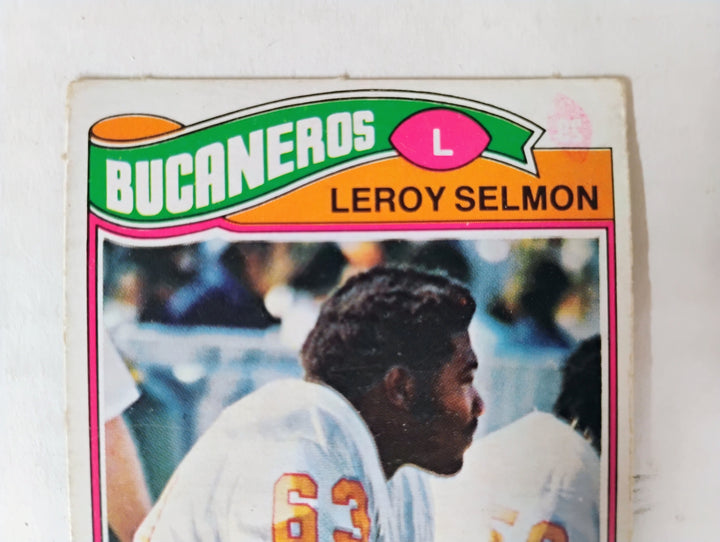 BUCANEROS
L
LEROY SELMON
63